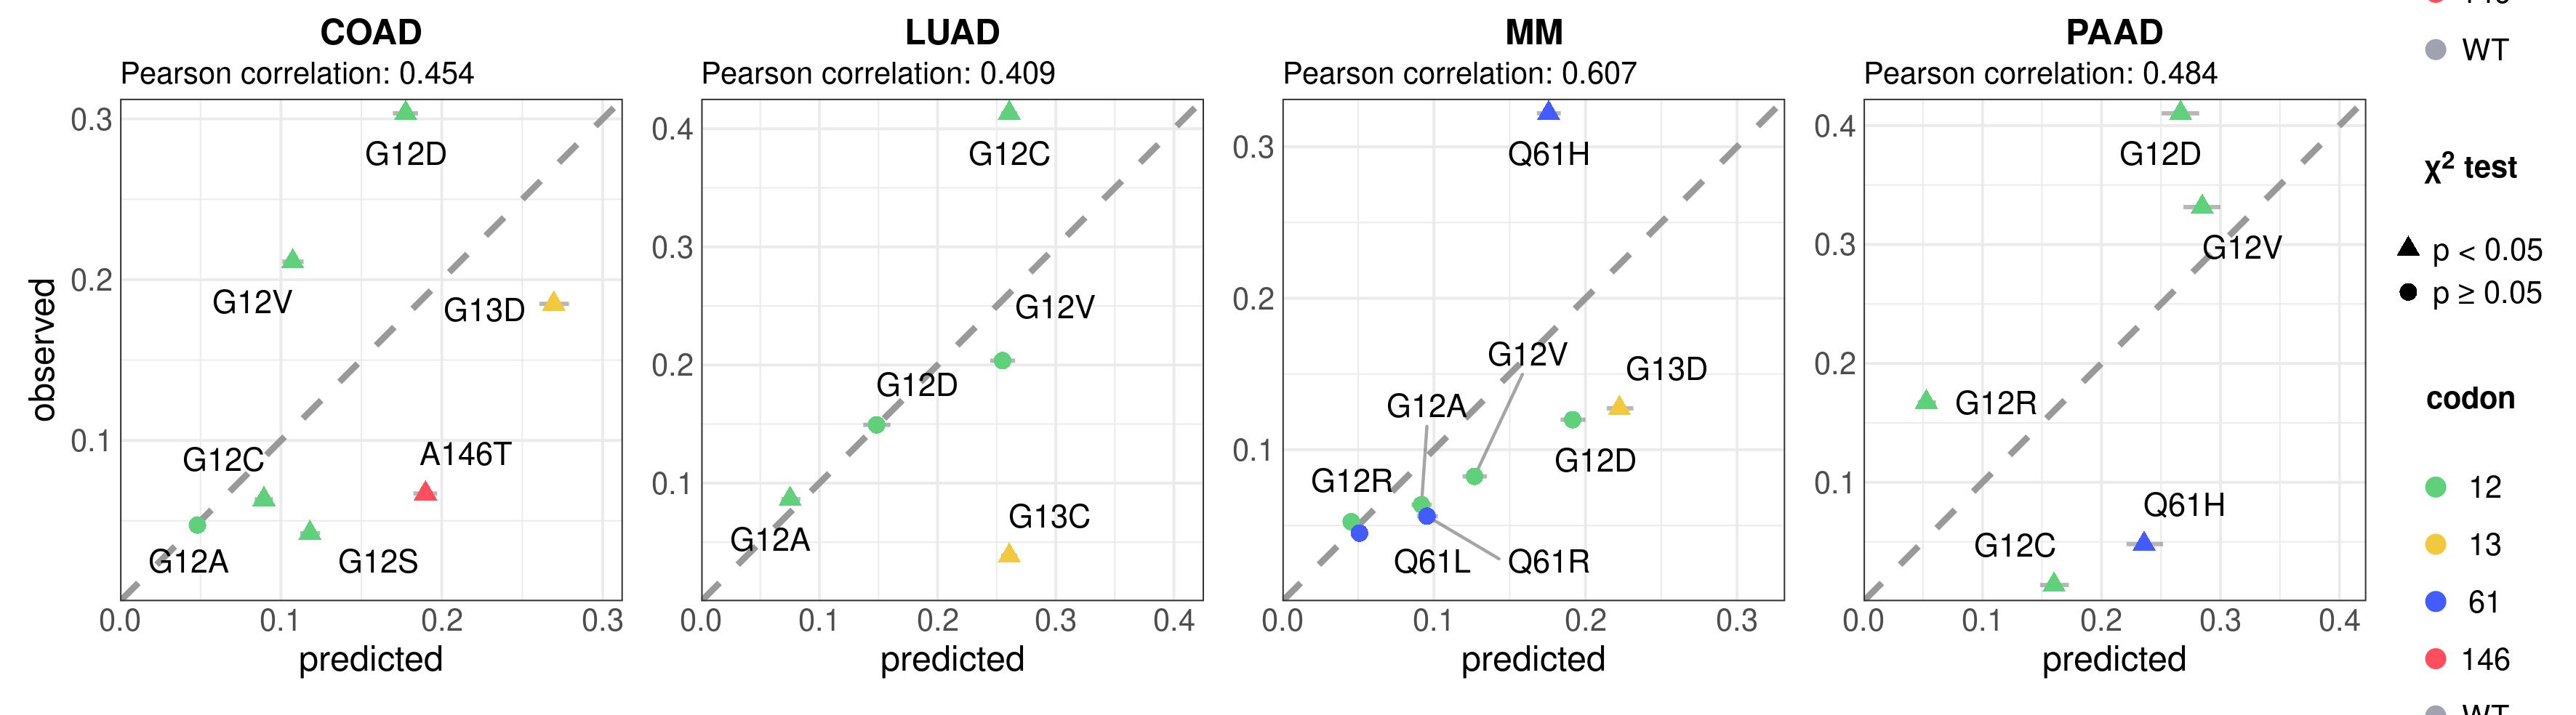 COAD
Pearson correlation: 0.454
observed
0.3
0.2
0.1
G12D
G12V
G13D
G12C
A146T
G12A
G12S
0.0
0.1
0.2
0.3
predicted
LUAD
Pearson correlation: 0.409
0.4
0.3
0.2
0.1
G12C
G12V
G12D
G13C
G12A
0.0
0.1
0.2
0.3
0.4
predicted
MM
Pearson correlation: 0.607
0.3
0.2
0.1
Q61H
G12V
G13D
G12A
G12D
G12R
Q61L
Q61R
0.0
0.1
0.2
0.3
predicted
PAAD
Pearson correlation: 0.484
0.4
0.3
0.2
0.1
G12D
G12V
G12R
Q61H
G12C
0.0
0.1
0.2
0.3
0.4
predicted
WT
χ² test
p < 0.05
p ≥ 0.05
codon
12
13
61
146
WT